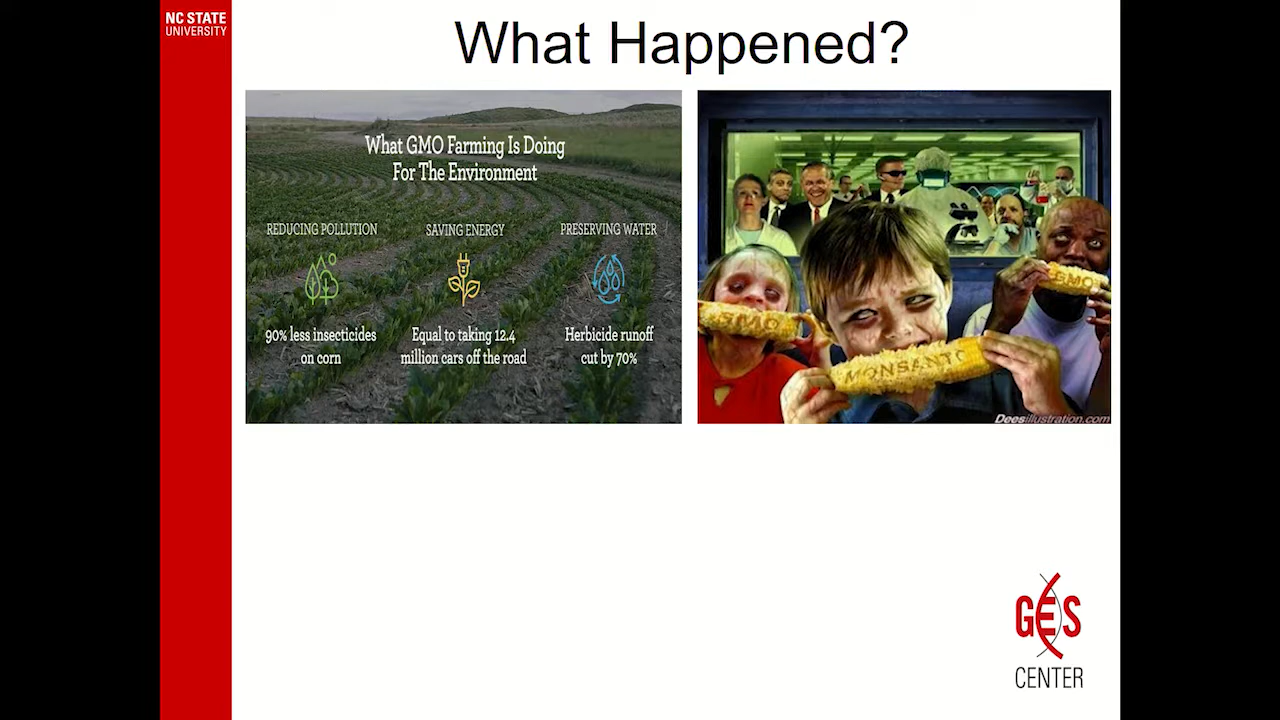 NC STATE
UNIVERSITY
What Happened?
What GMO Farming Is Doing
For The Environment
REDUCING POLLUTION
SAVING ENERGY
PRESERVING WATER
90% less insecticides
on corn
Equal to taking 12.4
million cars off the road
Herbicide runoff
cut by 70%
GMO
MONSANTO
GMO
Deesillustration.com
GES
CENTER